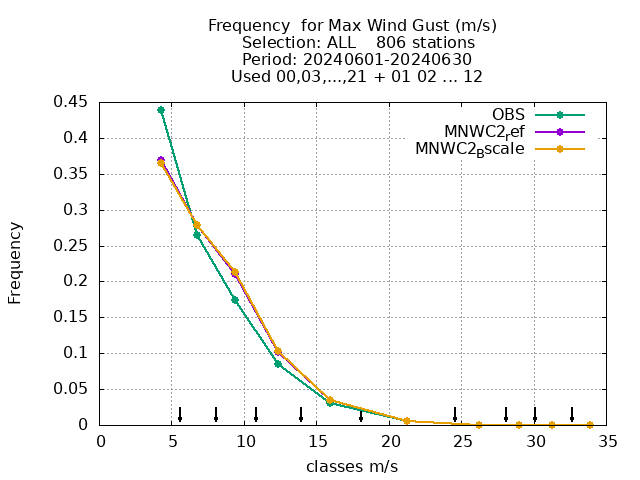 Frequency  for Max Wind Gust (m/s)
Selection: ALL    806 stations
Period: 20240601-20240630
Used 00,03,...,21 + 01 02 ... 12
OBS
MNWC2ref
MNWC2Bscale
0.45
0.4
0.35
0.3
0.25
0.2
0.15
0.1
0.05
0
Frequency
0 5 10 15 20 25 30 35
classes m/s